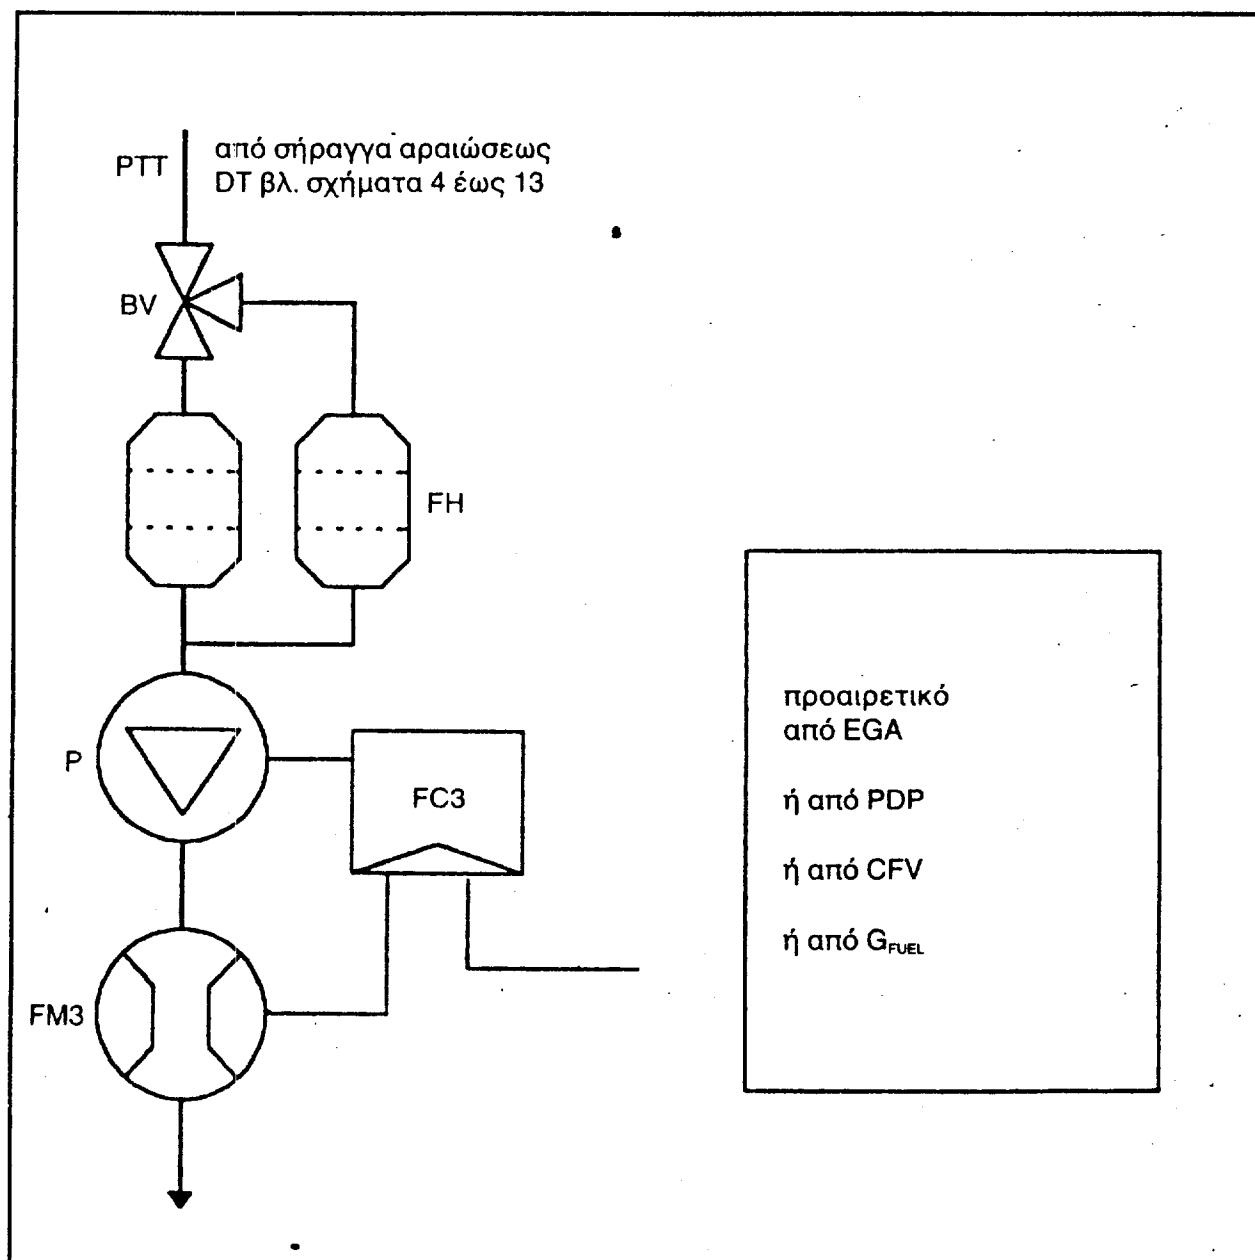 PTT
από σήραγγα αραιώσεως
DT βλ. σχήματα 4 έως 13
BV
FH
P
FC3
FM3
προαιρετικό
από EGA
ή από PDP
ή από CFV
ή από G_FUEL